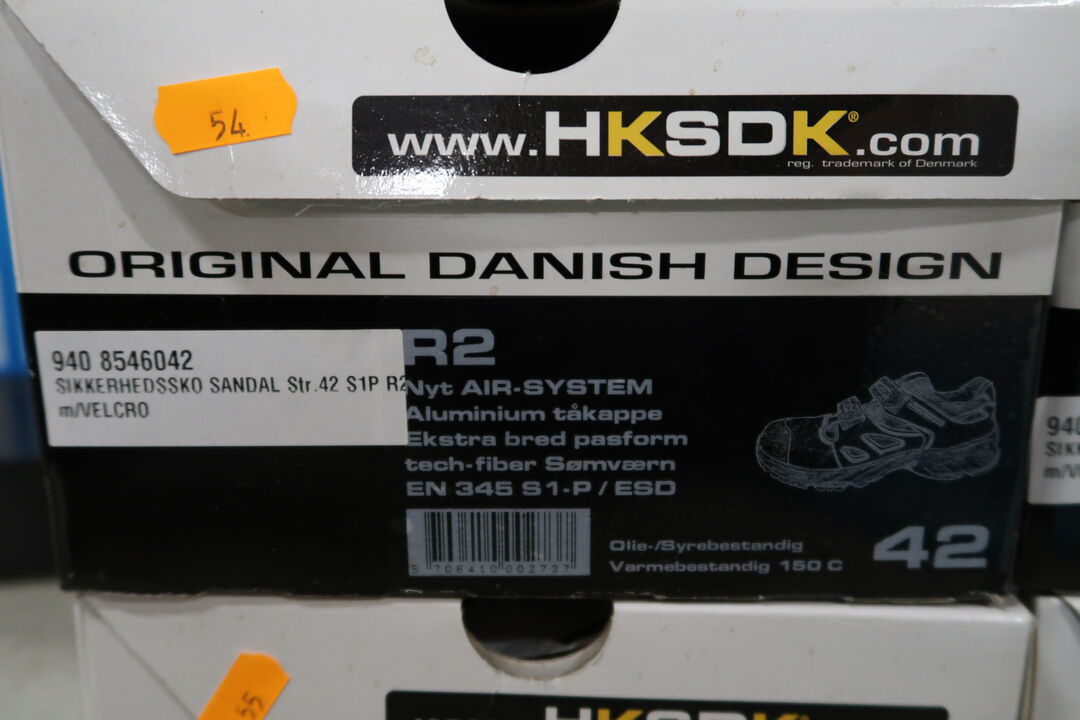 54.
www.HKSDK®.com
reg. trademark of Denmark
ORIGINAL DANISH DESIGN
940 8546042
SIKKERHEDSSKO SANDAL Str.42 S1P R2
m/VELCRO
R2
Nyt AIR-SYSTEM
Aluminium tåkappe
Ekstra bred pasform
tech-fiber Sømværn
EN 345 S1-P / ESD
5 706410 002737
Olie-/Syrebestandig
Varmebestandig 150 C
42
940
55